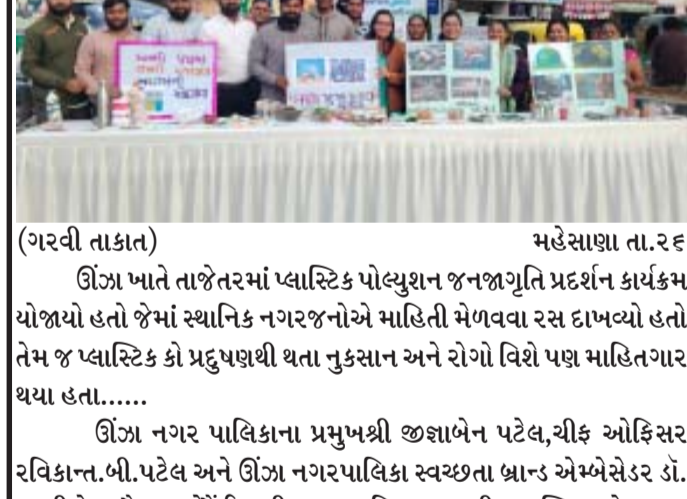 (ગરવી તાકાત) મહેસાણા તા.૨૬
ઊંઝા ખાતે તાજેતરમાં પ્લાસ્ટિક પોલ્યુશન જનજાગૃતિ પ્રદર્શન કાર્યક્રમ
યોજાયો હતો જેમાં સ્થાનિક નગરજનોએ માહિતી મેળવવા રસ દાખવ્યો હતો
તેમ જ પ્લાસ્ટિક કો પ્રદુષણથી થતા નુકસાન અને રોગો વિશે પણ માહિતગાર
થયા હતા......
ઊંઝા નગર પાલિકાના પ્રમુખશ્રી જીજ્ઞાબેન પટેલ,ચીફ ઓફિસર
રવિકાન્ત.બી.પટેલ અને ઊંઝા નગરપાલિકા સ્વચ્છતા બ્રાન્ડ એમ્બેસેડર ડૉ.